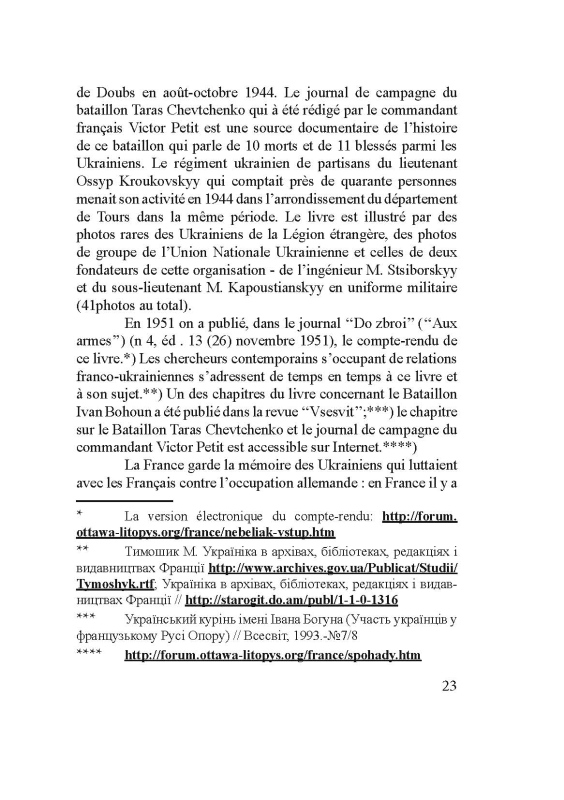 de Doubs en août-octobre 1944. Le journal de campagne du
bataillon Taras Chevtchenko qui à été rédigé par le commandant
français Victor Petit est une source documentaire de l’histoire
de ce bataillon qui parle de 10 morts et de 11 blessés parmi les
Ukrainiens. Le régiment ukrainien de partisans du lieutenant
Ossyp Kroukovskyy qui comptait près de quarante personnes
menait son activité en 1944 dans l’arrondissement du département
de Tours dans la même période. Le livre est illustré par des
photos rares des Ukrainiens de la Légion étrangère, des photos
de groupe de l’Union Nationale Ukrainienne et celles de deux
fondateurs de cette organisation - de l’ingénieur M. Stsiborskyy
et du sous-lieutenant M. Kapoustianskyy en uniforme militaire
(41photos au total).
En 1951 on a publié, dans le journal “Do zbroi” (“Aux
armes”) (n 4, éd . 13 (26) novembre 1951), le compte-rendu de
ce livre.*) Les chercheurs contemporains s’occupant de relations
franco-ukrainiennes s’adressent de temps en temps à ce livre et
à son sujet.**) Un des chapitres du livre concernant le Bataillon
Ivan Bohoun a été publié dans la revue “Vsesvit”;***) le chapitre
sur le Bataillon Taras Chevtchenko et le journal de campagne du
commandant Victor Petit est accessible sur Internet.****)
La France garde la mémoire des Ukrainiens qui luttaient
avec les Français contre l’occupation allemande : en France il y a
* La version électronique du compte-rendu: http://forum.
ottawa-litopys.org/france/nebeliak-vstup.htm
** Тимошик М. Україніка в архівах, бібліотеках, редакціях і
видавництвах Франції http://www.archives.gov.ua/Publicat/Studii/
Tymoshyk.rtf; Україніка в архівах, бібліотеках, редакціях і видав-
ництвах Франції // http://starogit.do.am/publ/1-1-0-1316
*** Український курінь імені Івана Богуна (Участь українців у
французькому Русі Опору) // Всесвіт, 1993.-№7/8
**** http://forum.ottawa-litopys.org/france/spohady.htm
23